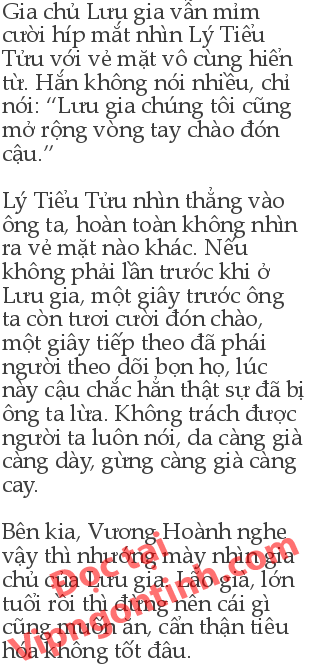 Gia chủ Lưu gia vẫn mỉm
cười híp mắt nhìn Lý Tiểu
Tửu với vẻ mặt vô cùng hiển
từ. Hắn không nói nhiều, chỉ
nói: “Lưu gia chúng tôi cũng
mở rộng vòng tay chào đón
cậu.”
Lý Tiểu Tửu nhìn thẳng vào
ông ta, hoàn toàn không nhìn
ra vẻ mặt nào khác. Nếu
không phải lần trước khi ở
Lưu gia, một giây trước ông
ta còn tươi cười đón chào,
một giây tiếp theo đã phái
người theo dõi bọn họ, lúc
này cậu chắc hẳn thật sự đã bị
ông ta lừa. Không trách được
người ta luôn nói, da càng già
càng dày, gừng càng già càng
cay.
Bên kia, Vương Hoành nghe
vậy thì nhướng mày nhìn gia
chủ của Lưu gia: Lão già, lớn
tuổi rồi thì đừng nên cái gì
cũng muốn ăn, cẩn thận tiêu
hóa không tốt đâu.
Đọc tại
Vipngontinh.com